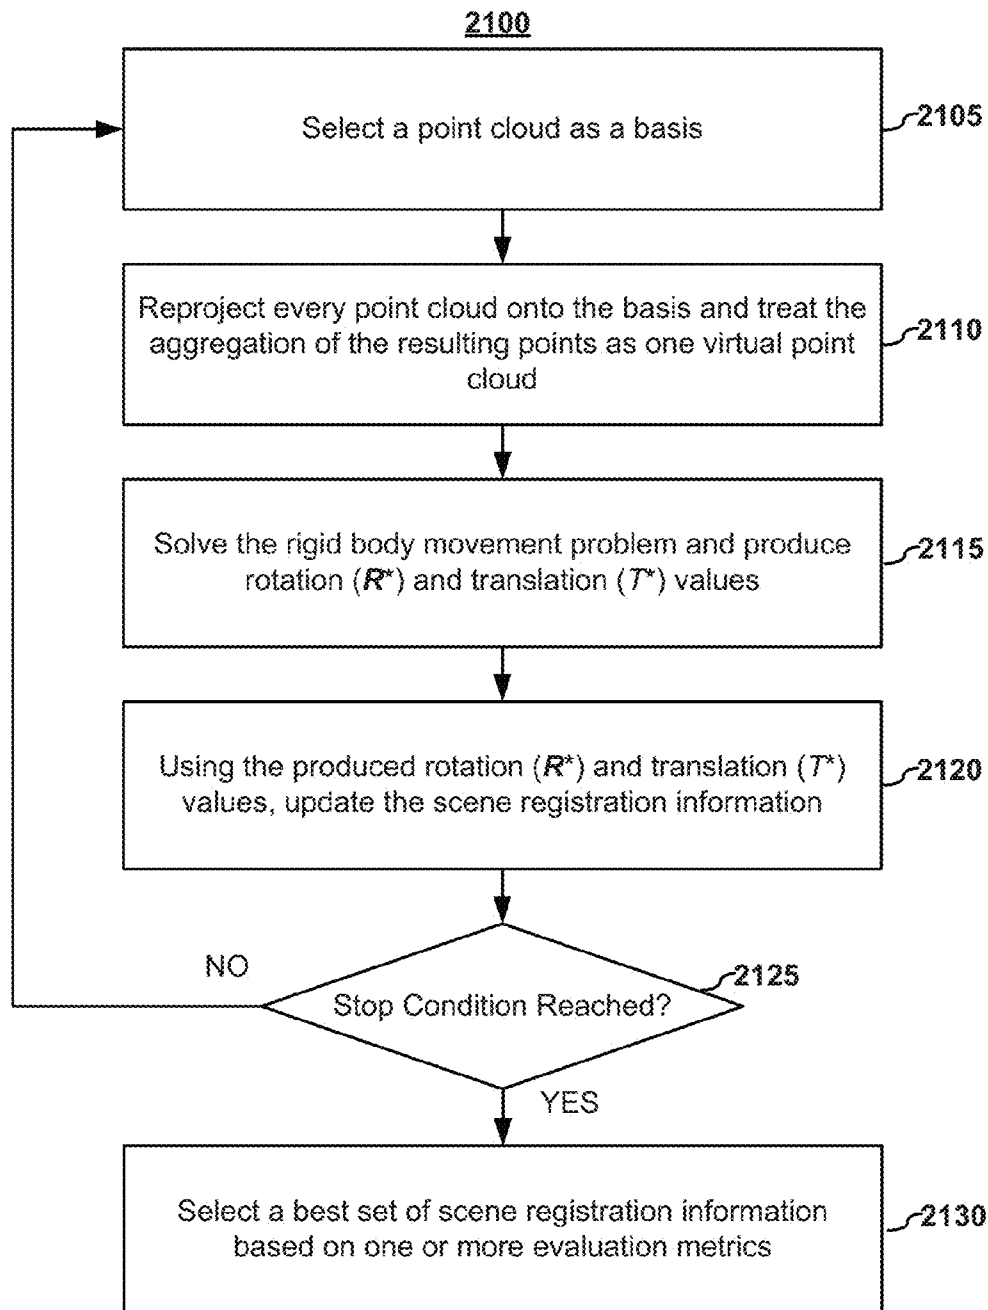 2100
Select a point cloud as a basis
2105
Reproject every point cloud onto the basis and treat the
aggregation of the resulting points as one virtual point
cloud
2110
Solve the rigid body movement problem and produce
rotation (R*) and translation (T*) values
2115
Using the produced rotation (R*) and translation (T*)
values, update the scene registration information
2120
NO
Stop Condition Reached?
2125
YES
Select a best set of scene registration information
based on one or more evaluation metrics
2130